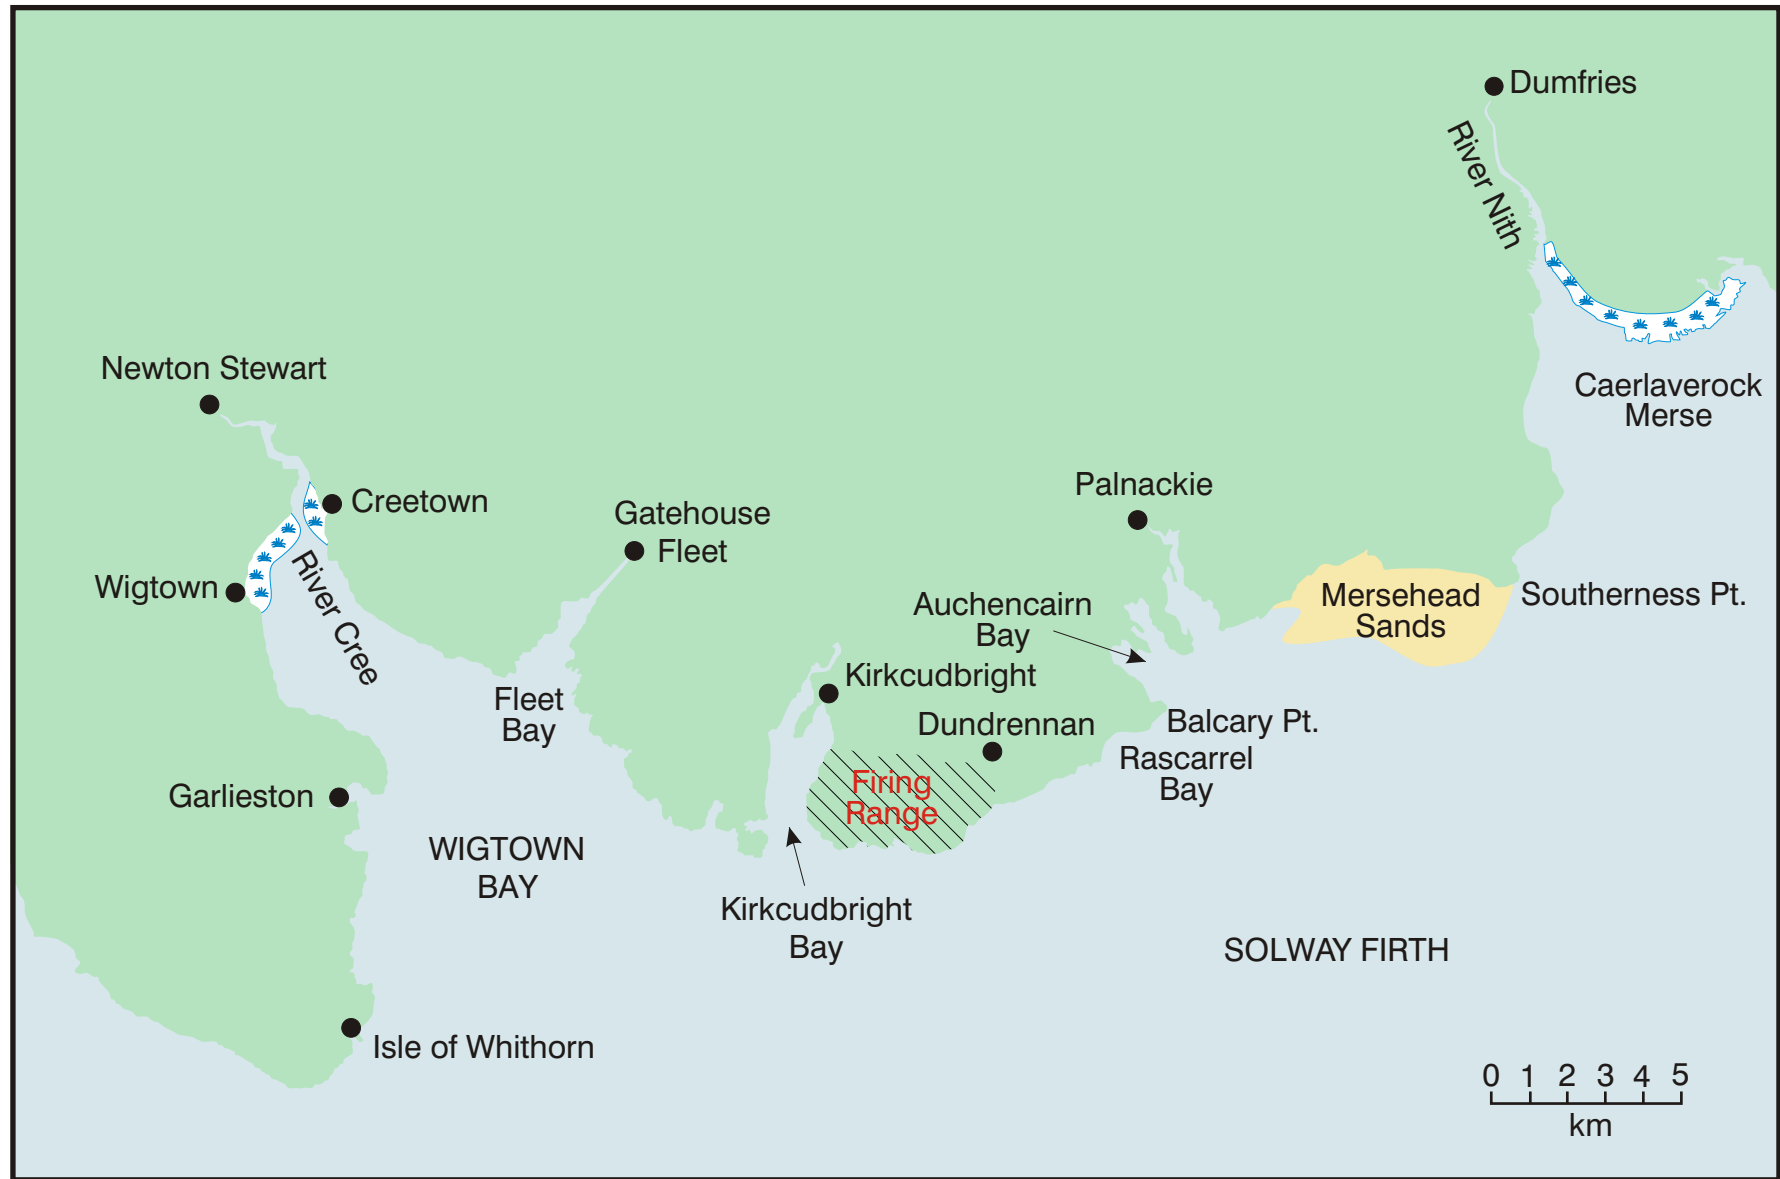 Dumfries
River Nith
Caerlaverock
Merse
Newton Stewart
Creetown
Wigtown
River Cree
Gatehouse
Fleet
Palnackie
Auchencairn
Bay
Mersehead
Sands
Southerness Pt.
Fleet
Bay
Kirkcudbright
Dundrennan
Balcary Pt.
Rascarrel
Bay
Firing
Range
Garlieston
WIGTOWN
BAY
Kirkcudbright
Bay
SOLWAY FIRTH
Isle of Whithorn
0 1 2 3 4 5
km